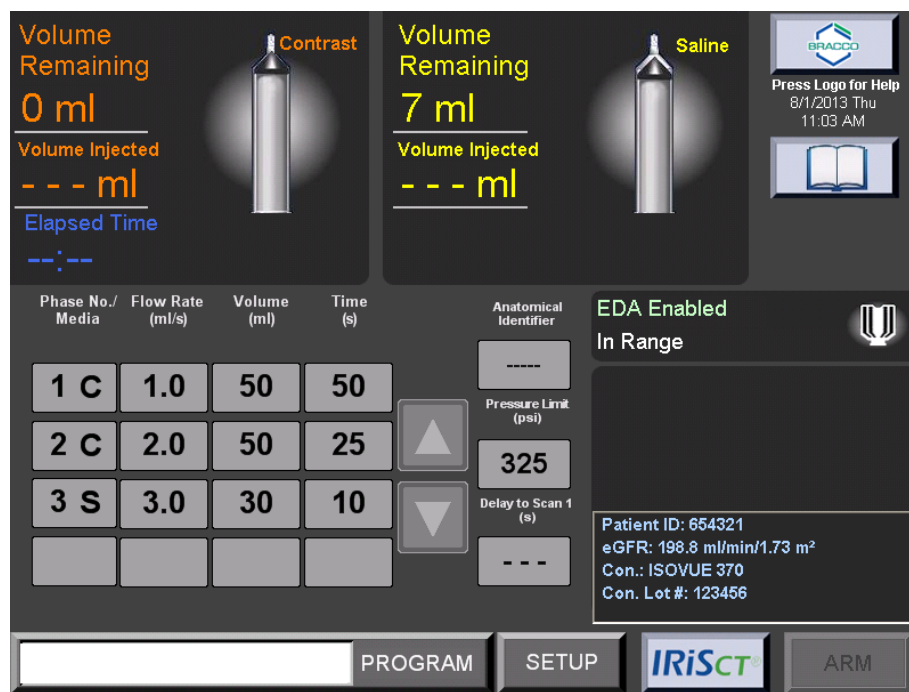 Volume
Remaining
0 ml
Volume Injected
- - - ml
Elapsed Time
--:--
Contrast
Volume
Remaining
7 ml
Volume Injected
- - - ml
Saline
BRACCO
Press Logo for Help
8/1/2013 Thu
11:03 AM
Phase No./ Media
Flow Rate (ml/s)
Volume (ml)
Time (s)
1 C 1.0 50 50
2 C 2.0 50 25
3 S 3.0 30 10
Anatomical
Identifier
-----
Pressure Limit
(psi)
325
Delay to Scan 1
(s)
- - -
EDA Enabled
In Range
Patient ID: 654321
eGFR: 198.8 ml/min/1.73 m²
Con.: ISOVUE 370
Con. Lot #: 123456
PROGRAM
SETUP
IRiSCT®
ARM